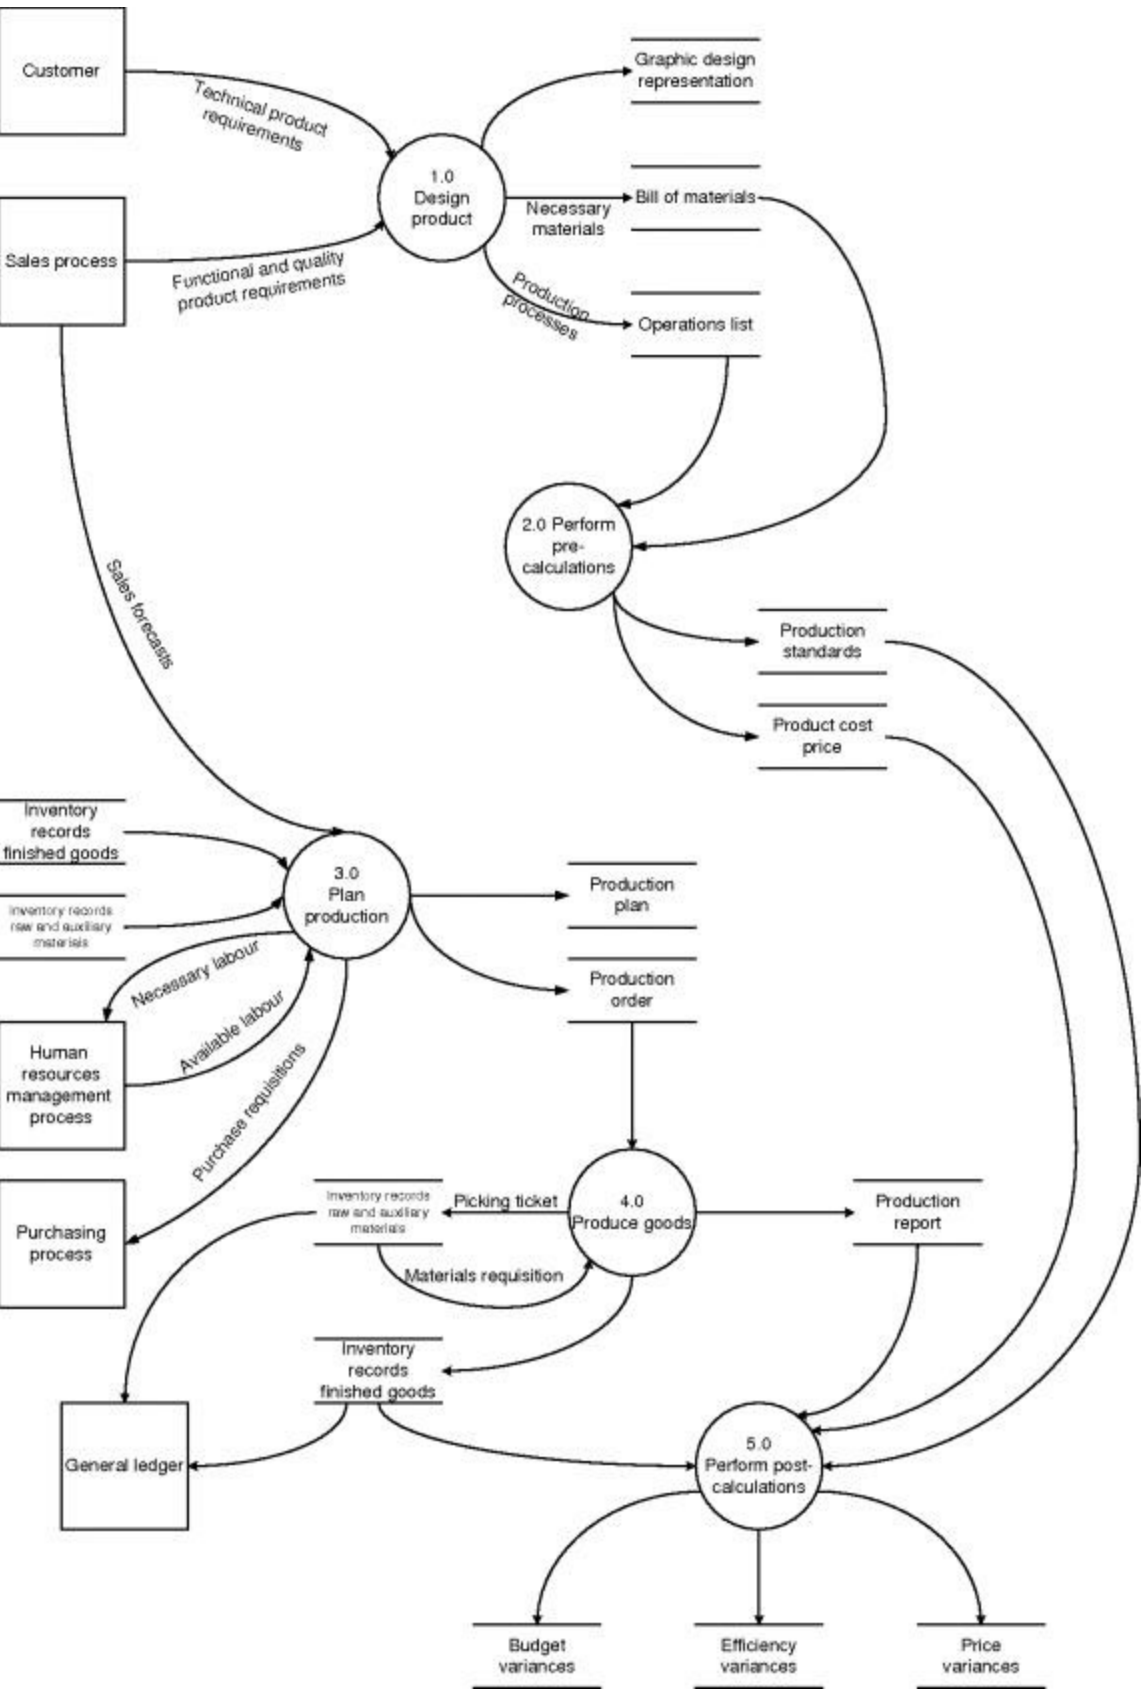 Customer
Technical product
requirements
Graphic design
representation
1.0
Design
product
Necessary
materials
Bill of materials
Sales process
Functional and quality
product requirements
Production
processes
Operations list
2.0 Perform
pre-
calculations
Sales forecasts
Production
standards
Product cost
price
Inventory
records
finished goods
3.0
Plan
production
Production
plan
Inventory records
raw and auxiliary
materials
Necessary labour
Production
order
Available labour
Human
resources
management
process
Purchase requisitions
Purchasing
process
Inventory records
raw and auxiliary
materials
Picking ticket
4.0
Produce goods
Production
report
Materials requisition
Inventory
records
finished goods
General ledger
5.0
Perform post-
calculations
Budget
variances
Efficiency
variances
Price
variances